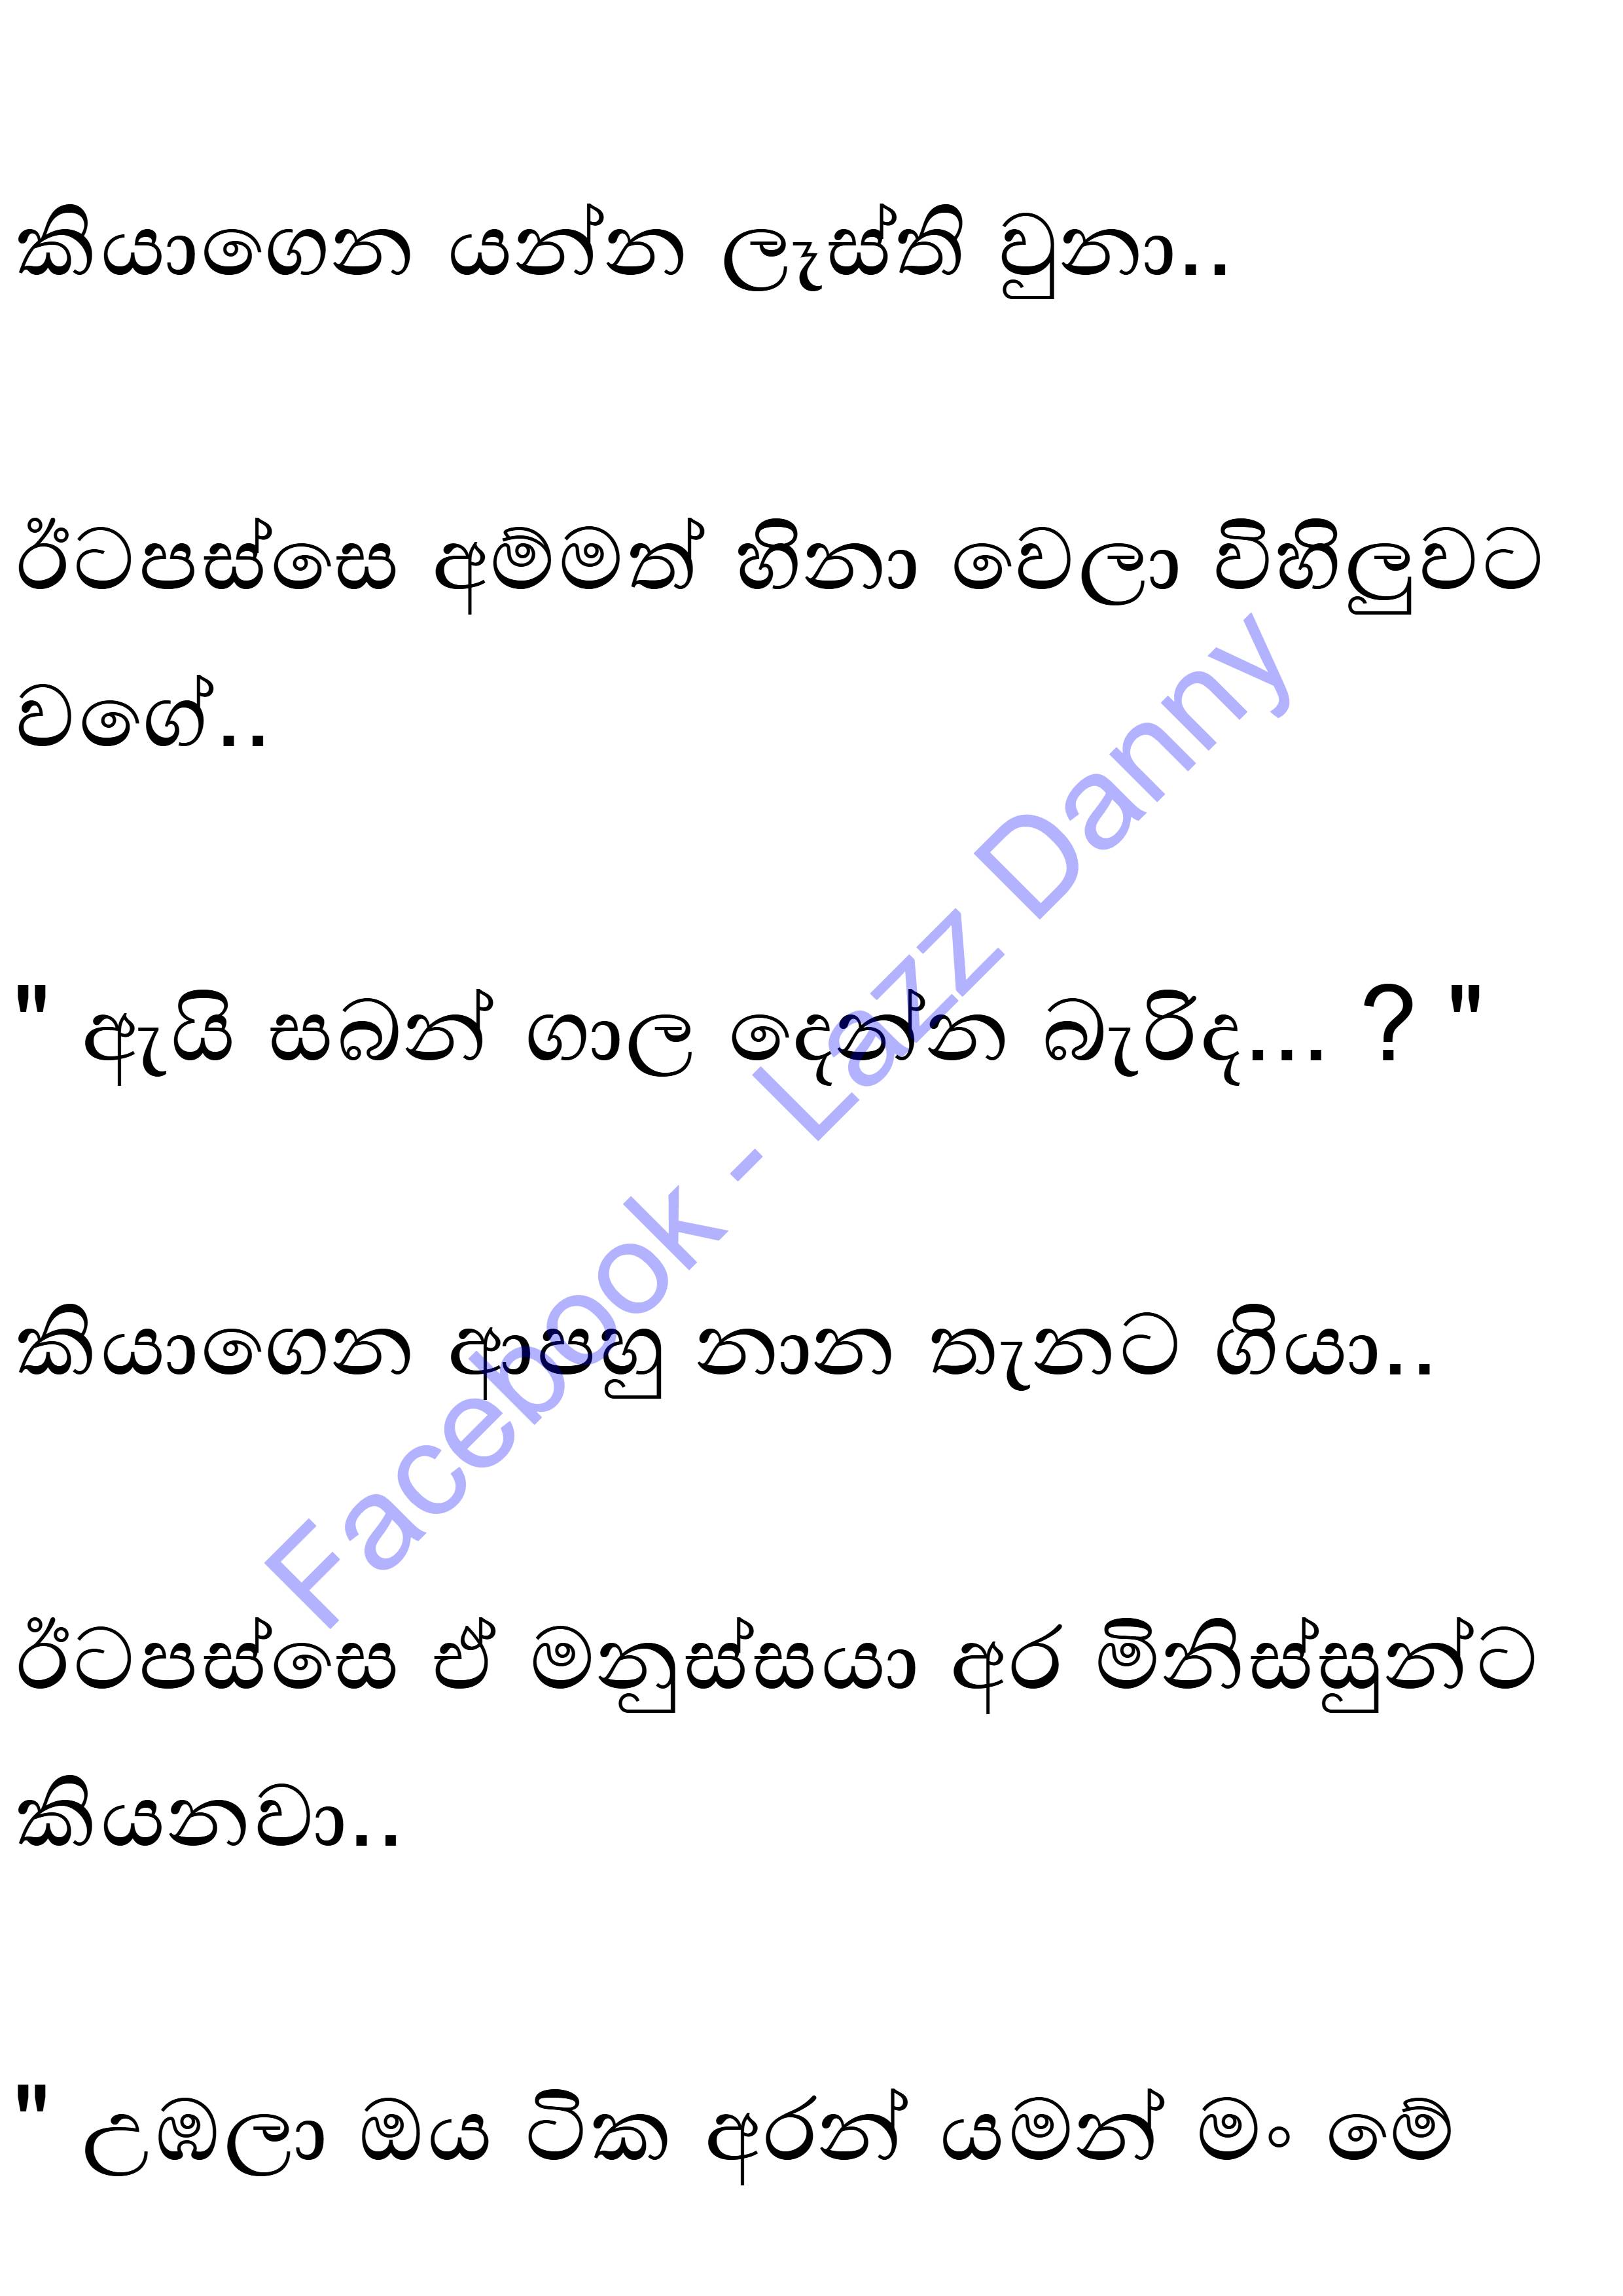 කියාගෙන යන්න ලෑස්ති වුනා..
ඊටපස්සෙ අම්මත් හිනා වෙලා විහිලුවට
වගේ..
" ඇයි සබන් ගාල දෙන්න බැරිද... ? "
කියාගෙන ආපහු නාන තැනට ගියා..
ඊටපස්සෙ ඒ මනුස්සයා අර මිනිස්සුන්ට
කියනවා..
" උඹලා ඔය ටික අරන් යමන් මං මේ
Facebook - Lazz Danny